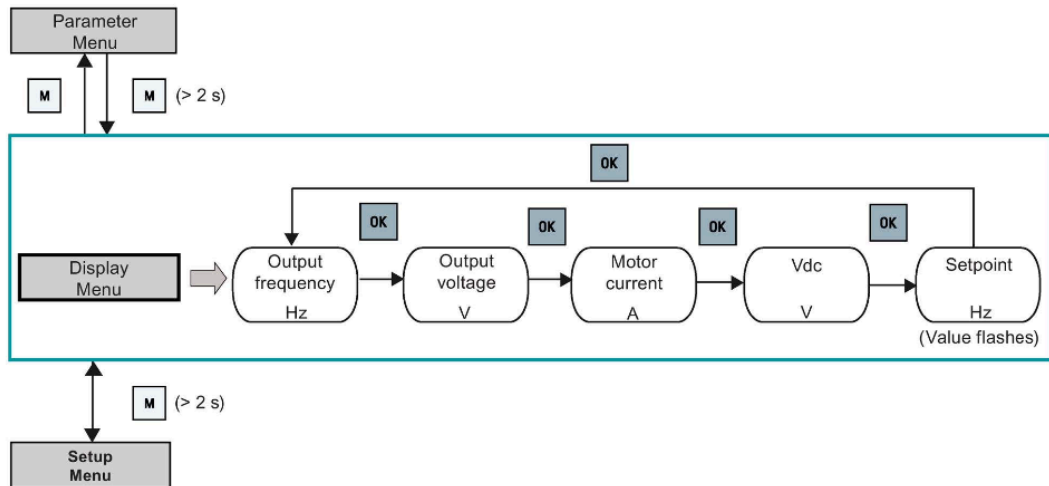 Parameter
Menu
M
M (> 2 s)
OK
OK
OK
OK
OK
Display
Menu
Output
frequency
Hz
Output
voltage
V
Motor
current
A
Vdc
V
Setpoint
Hz
(Value flashes)
M (> 2 s)
Setup
Menu